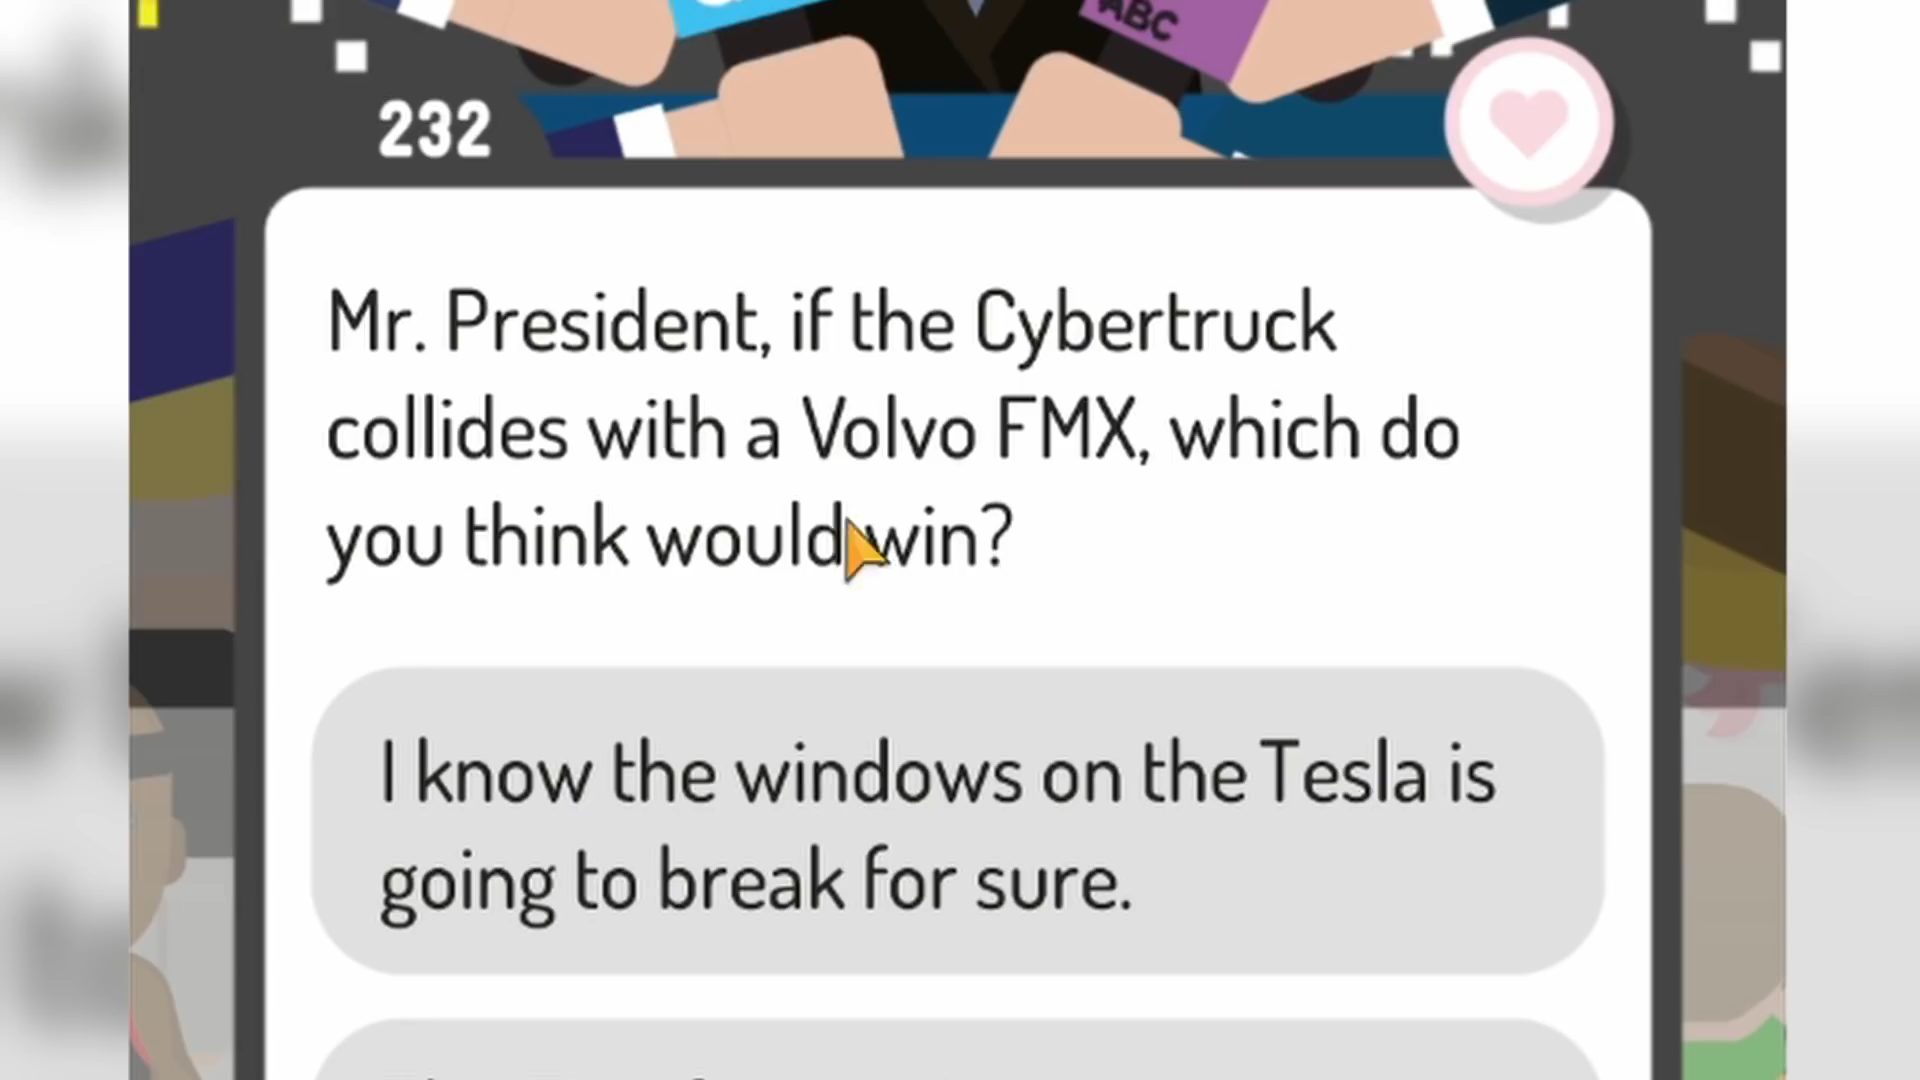 ABC
232
Mr. President, if the Cybertruck
collides with a Volvo FMX, which do
you think would win?
I know the windows on the Tesla is
going to break for sure.